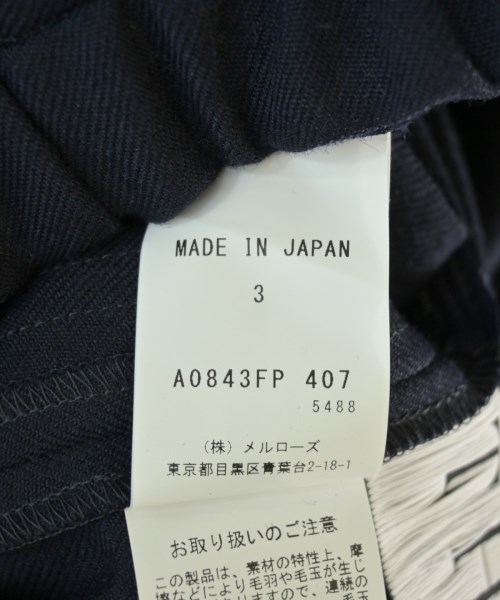 MADE IN JAPAN
3
A0843FP 407
5488
(株) メルローズ
東京都目黒区青葉台2-18-1
お取り扱いのご注意
この製品は、素材の特性上、摩
擦などにより毛羽や毛玉が生じ
ますので、連続の